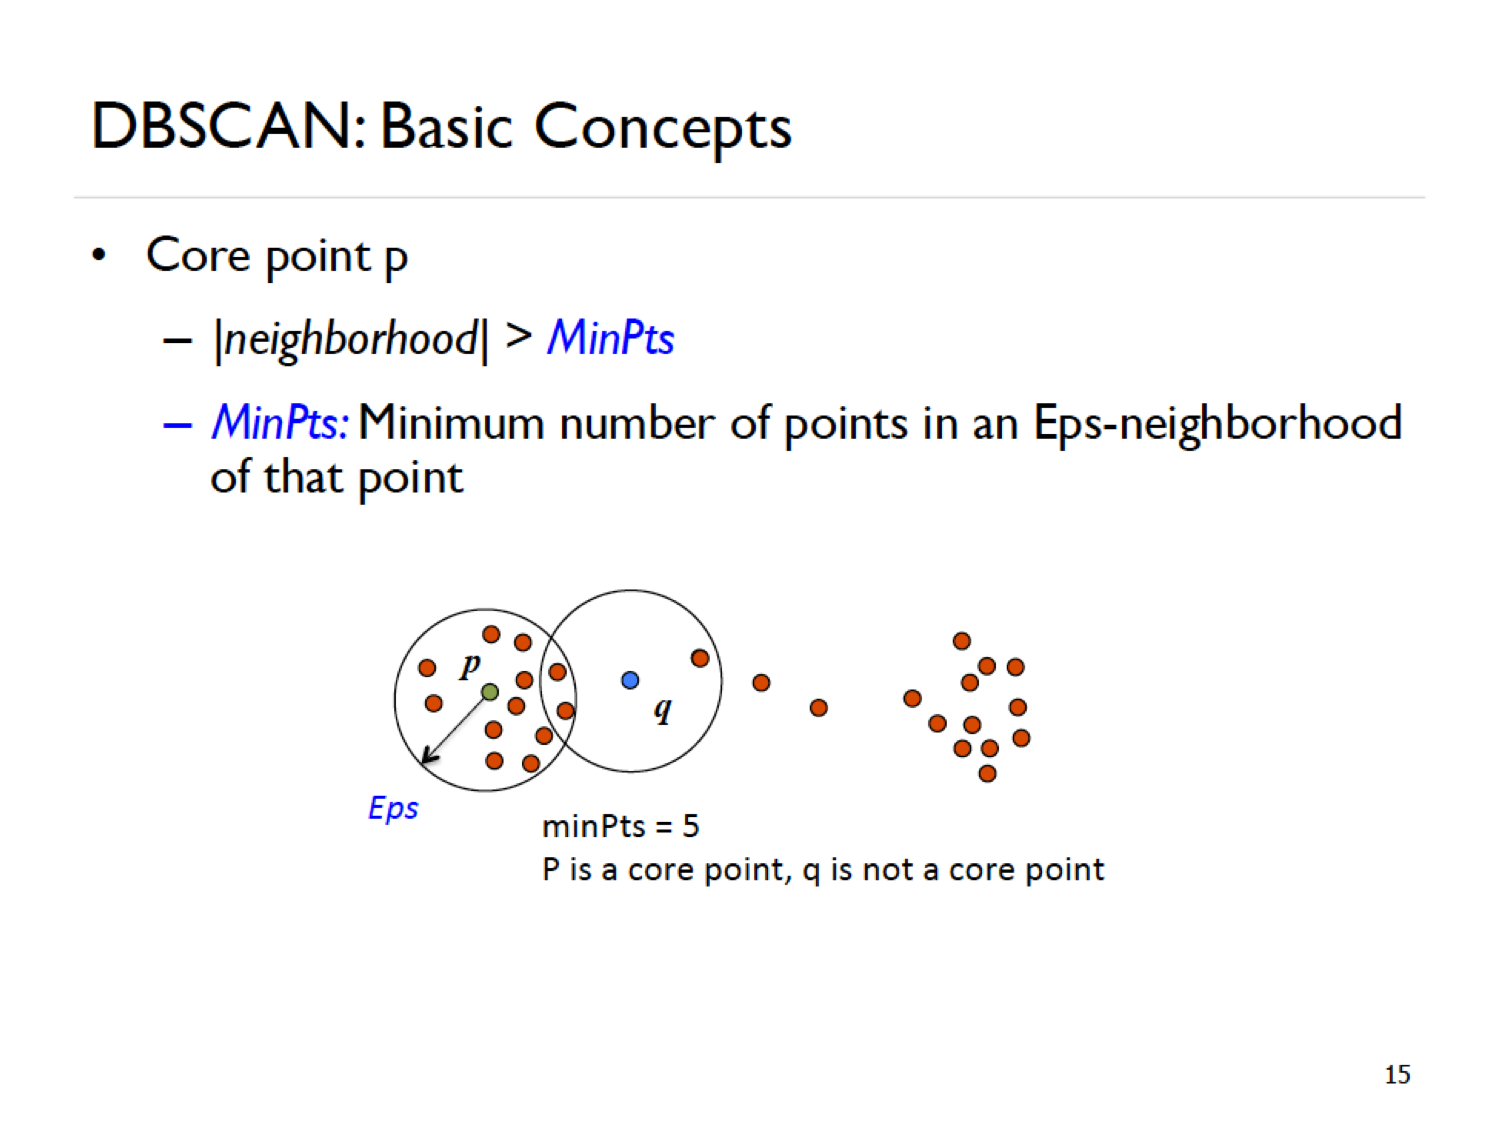 DBSCAN: Basic Concepts
• Core point p
– |neighborhood| > MinPts
– MinPts: Minimum number of points in an Eps-neighborhood
of that point
p
q
Eps
minPts = 5
P is a core point, q is not a core point
15